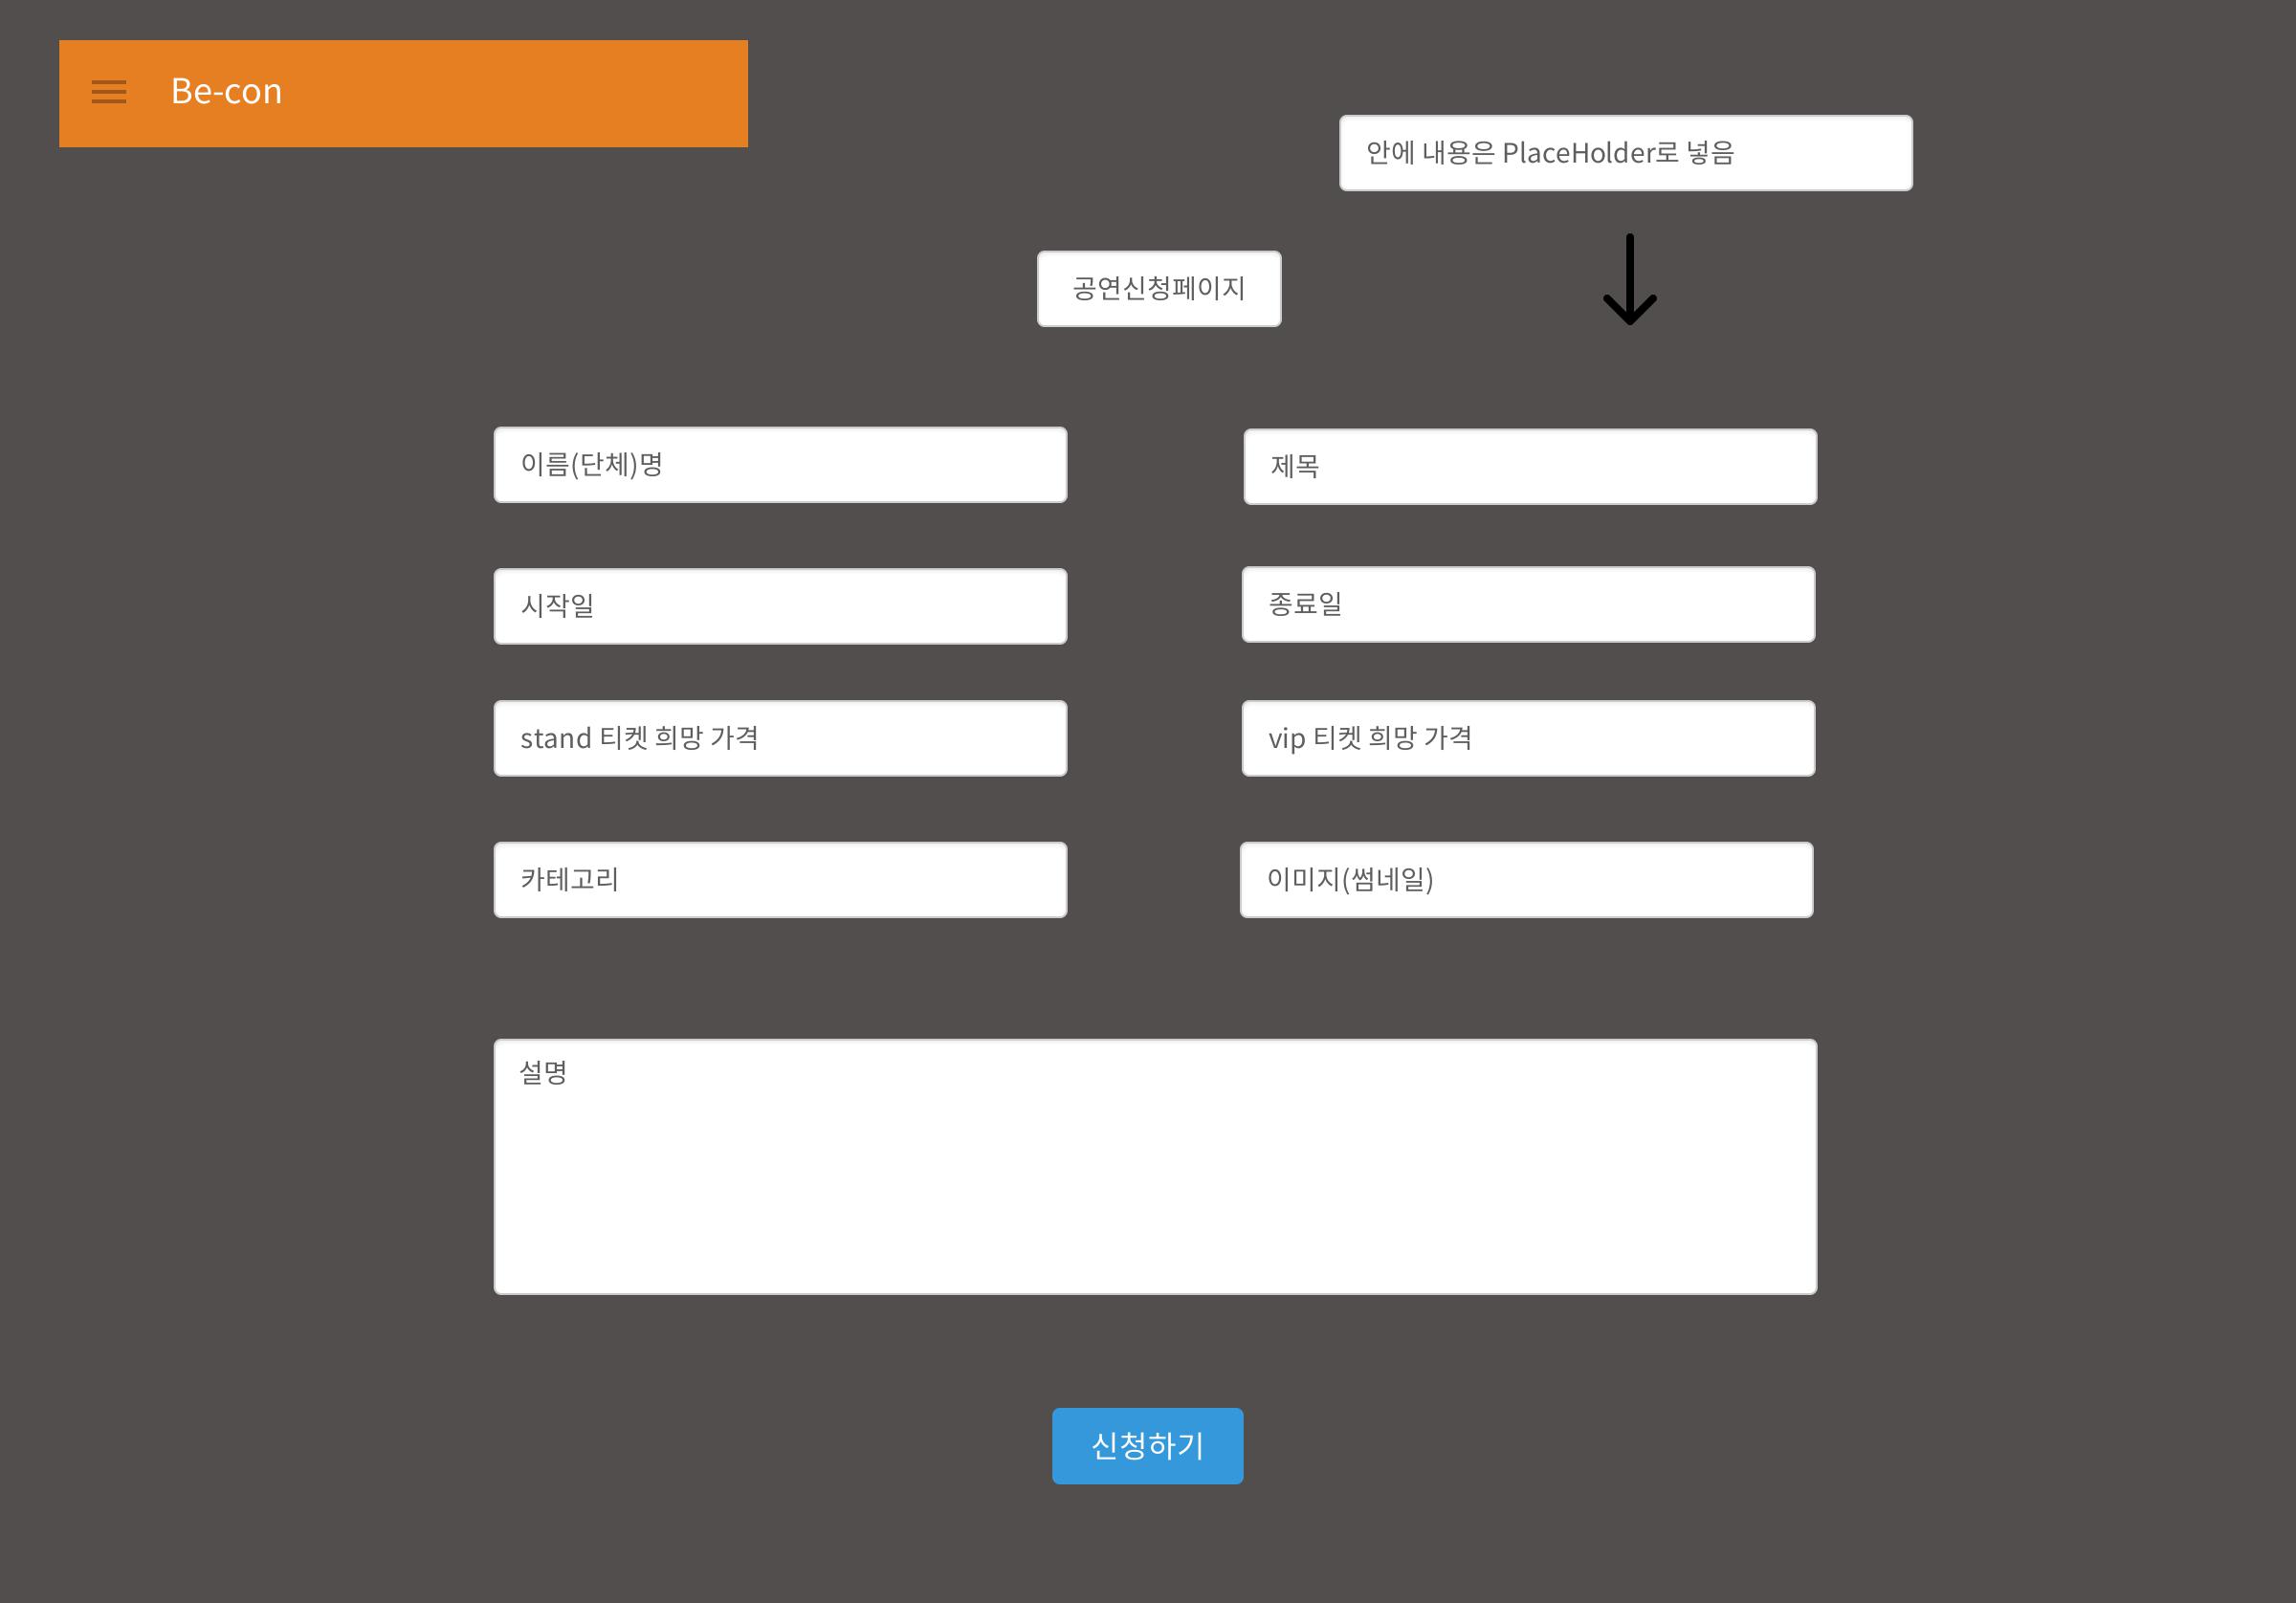 Be-con
안에 내용은 PlaceHolder로 넣음
공연신청페이지
이름(단체)명
제목
시작일
종료일
stand 티켓 희망 가격
vip 티켓 희망 가격
카테고리
이미지(썸네일)
설명
신청하기